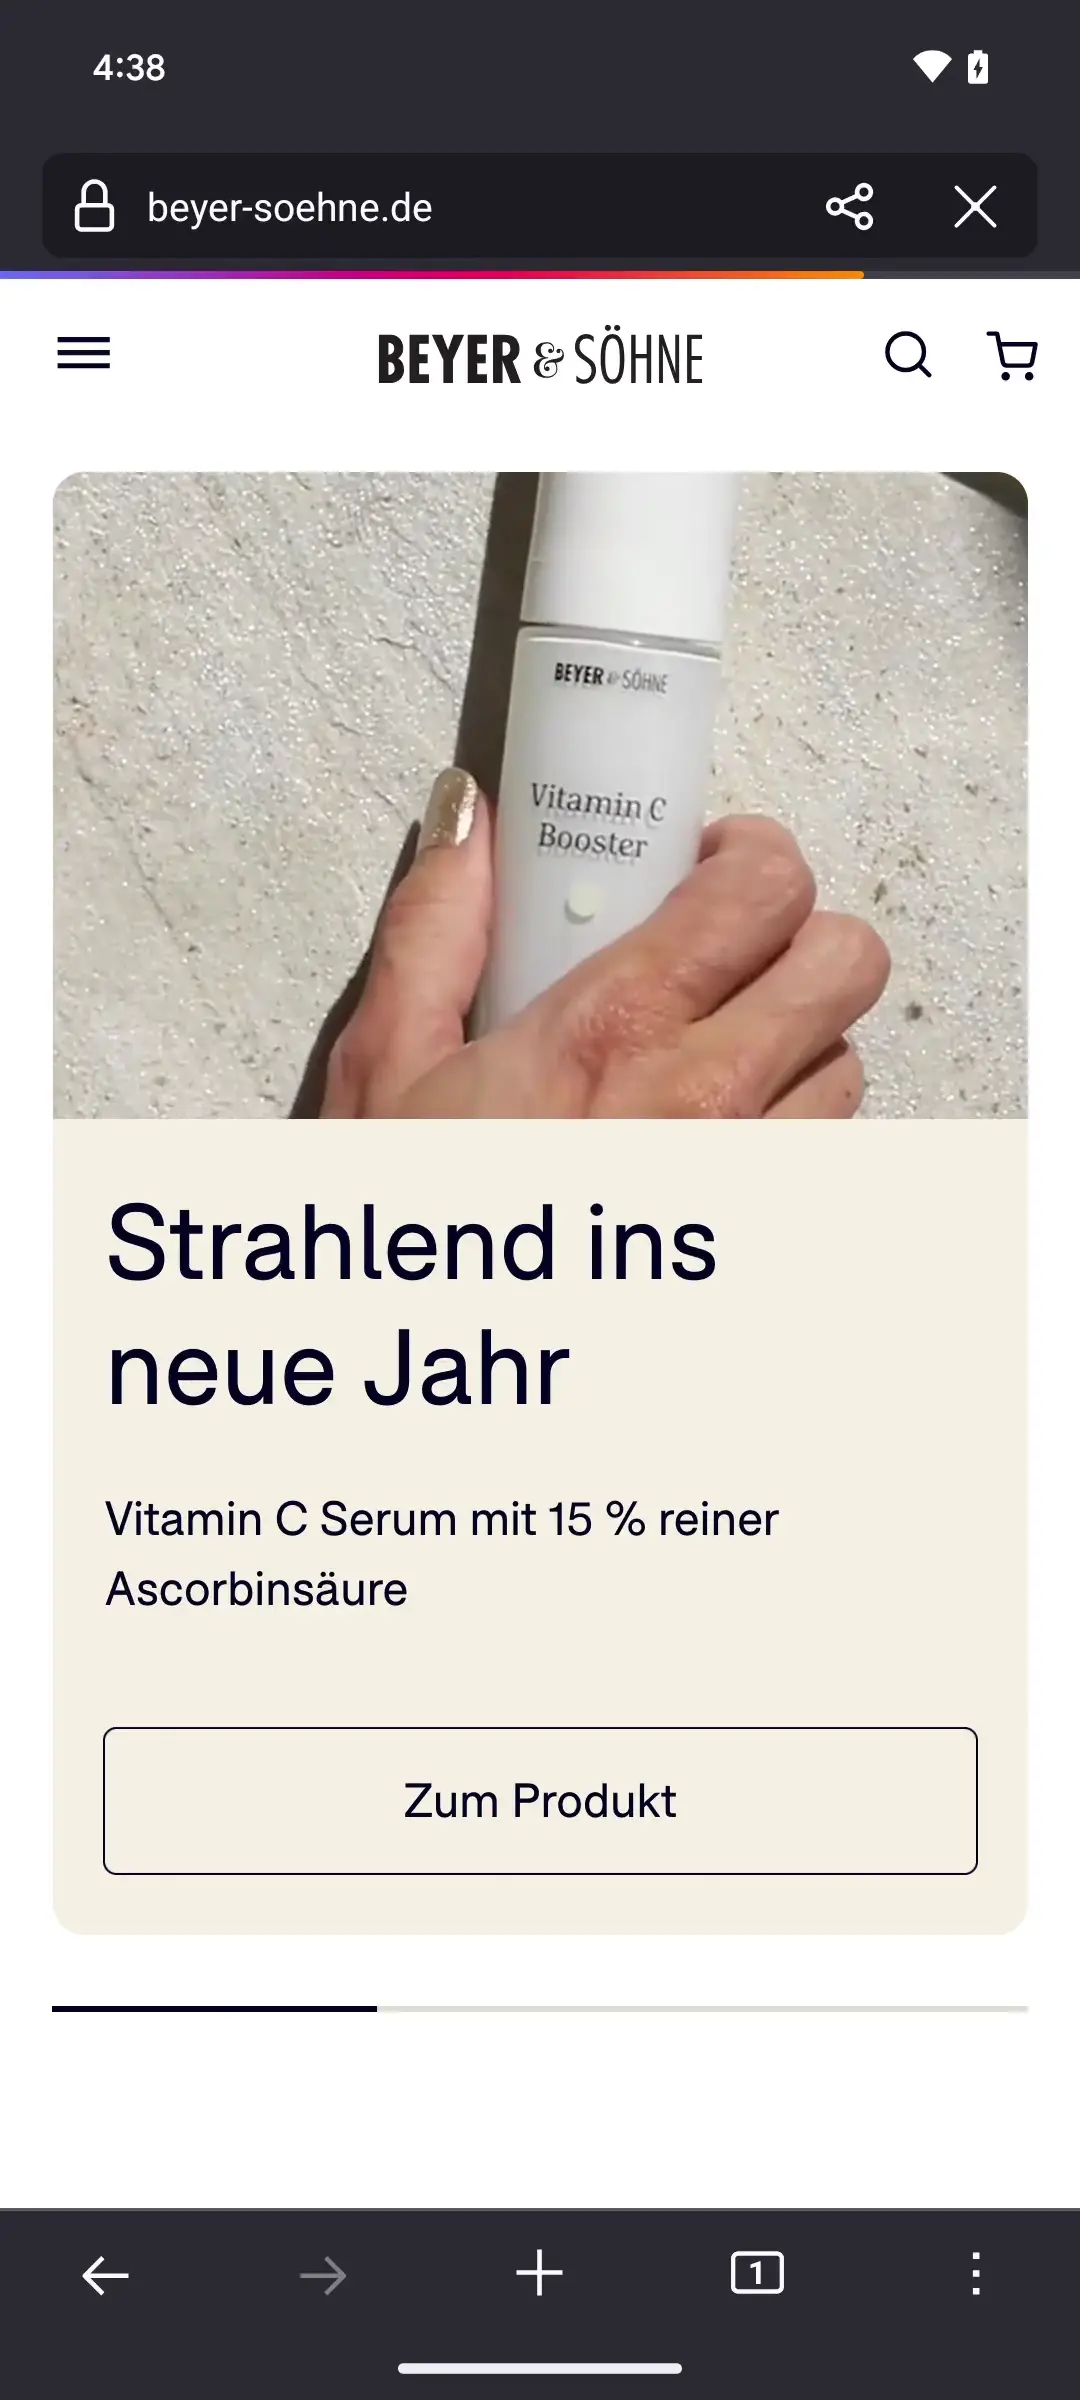 4:38
beyer-soehne.de
BEYER & SÖHNE
BEYER & SÖHNE
Vitamin C
Booster
Strahlend ins
neue Jahr
Vitamin C Serum mit 15 % reiner
Ascorbinsäure
Zum Produkt
1